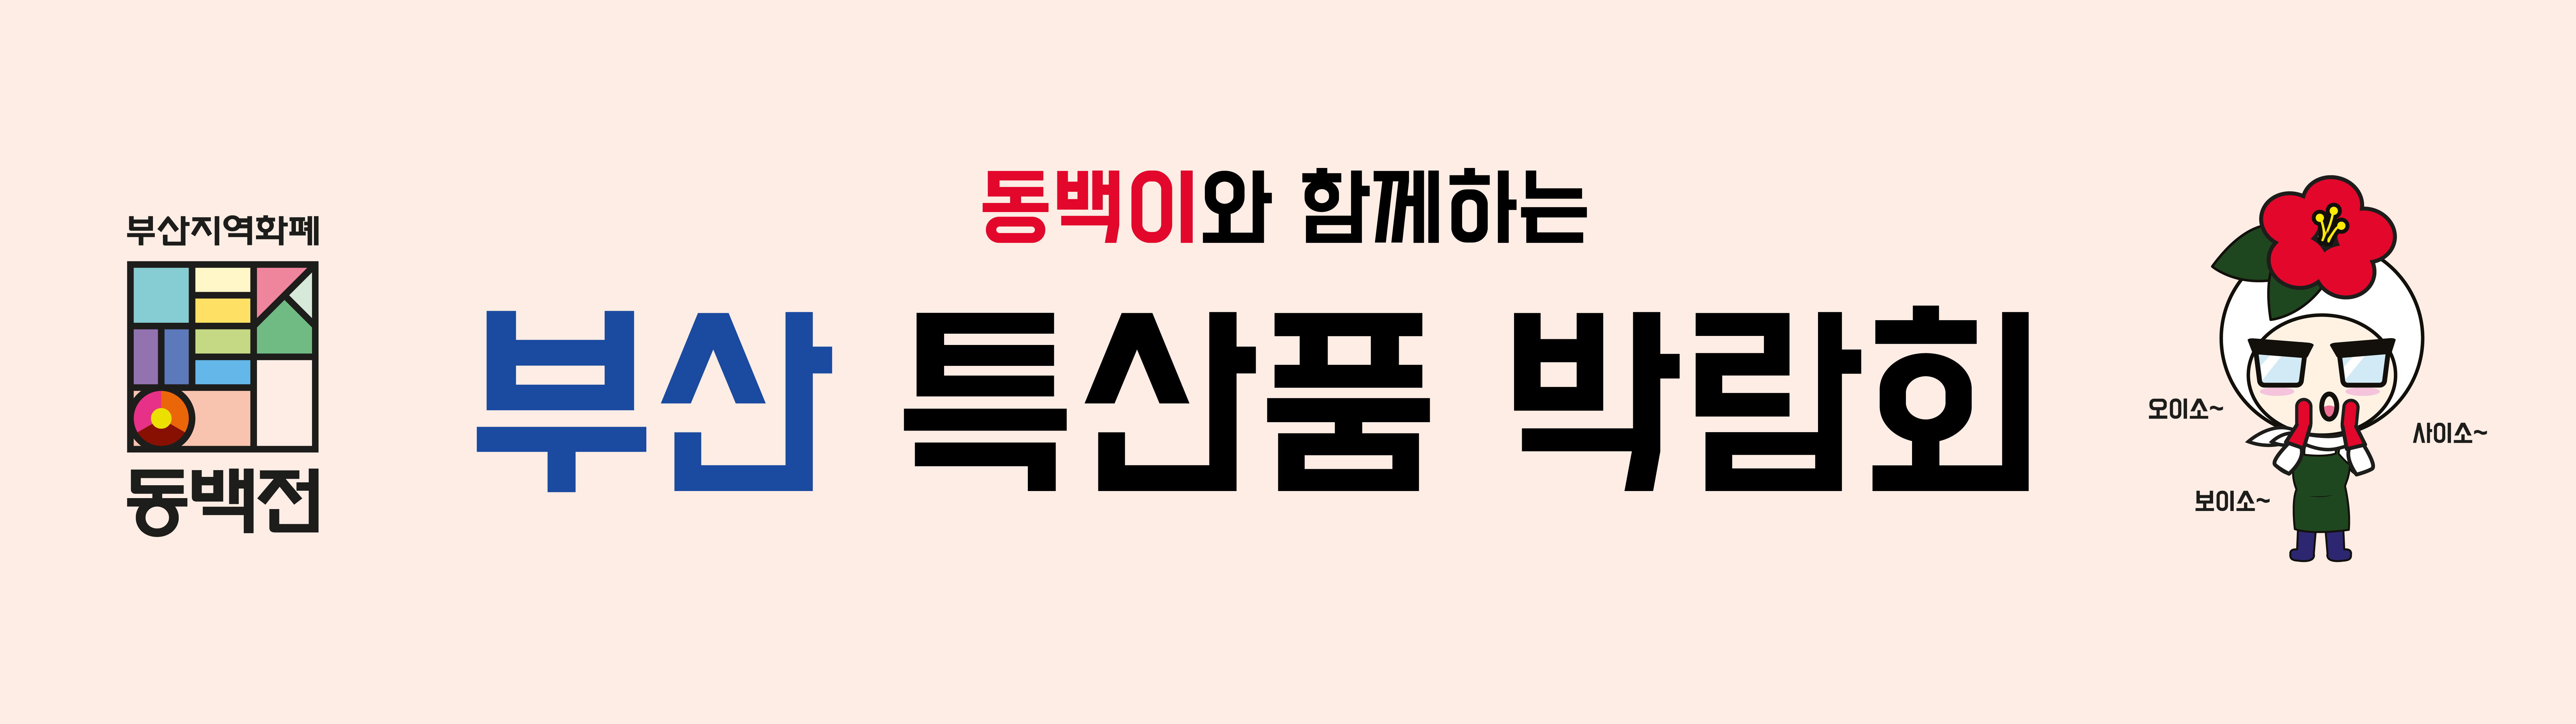 부산지역화폐
동백전
동백이와 함께하는
부산 특산품 박람회
오이소~
사이소~
보이소~